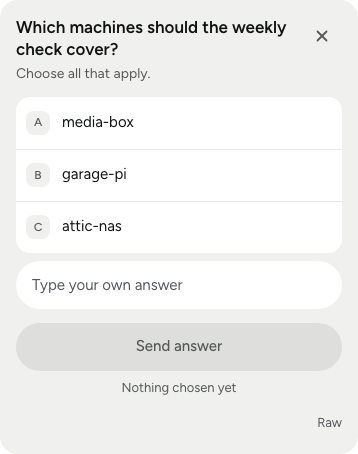 Which machines should the weekly
check cover?
Choose all that apply.
A media-box
B garage-pi
C attic-nas
Type your own answer
Send answer
Nothing chosen yet
Raw